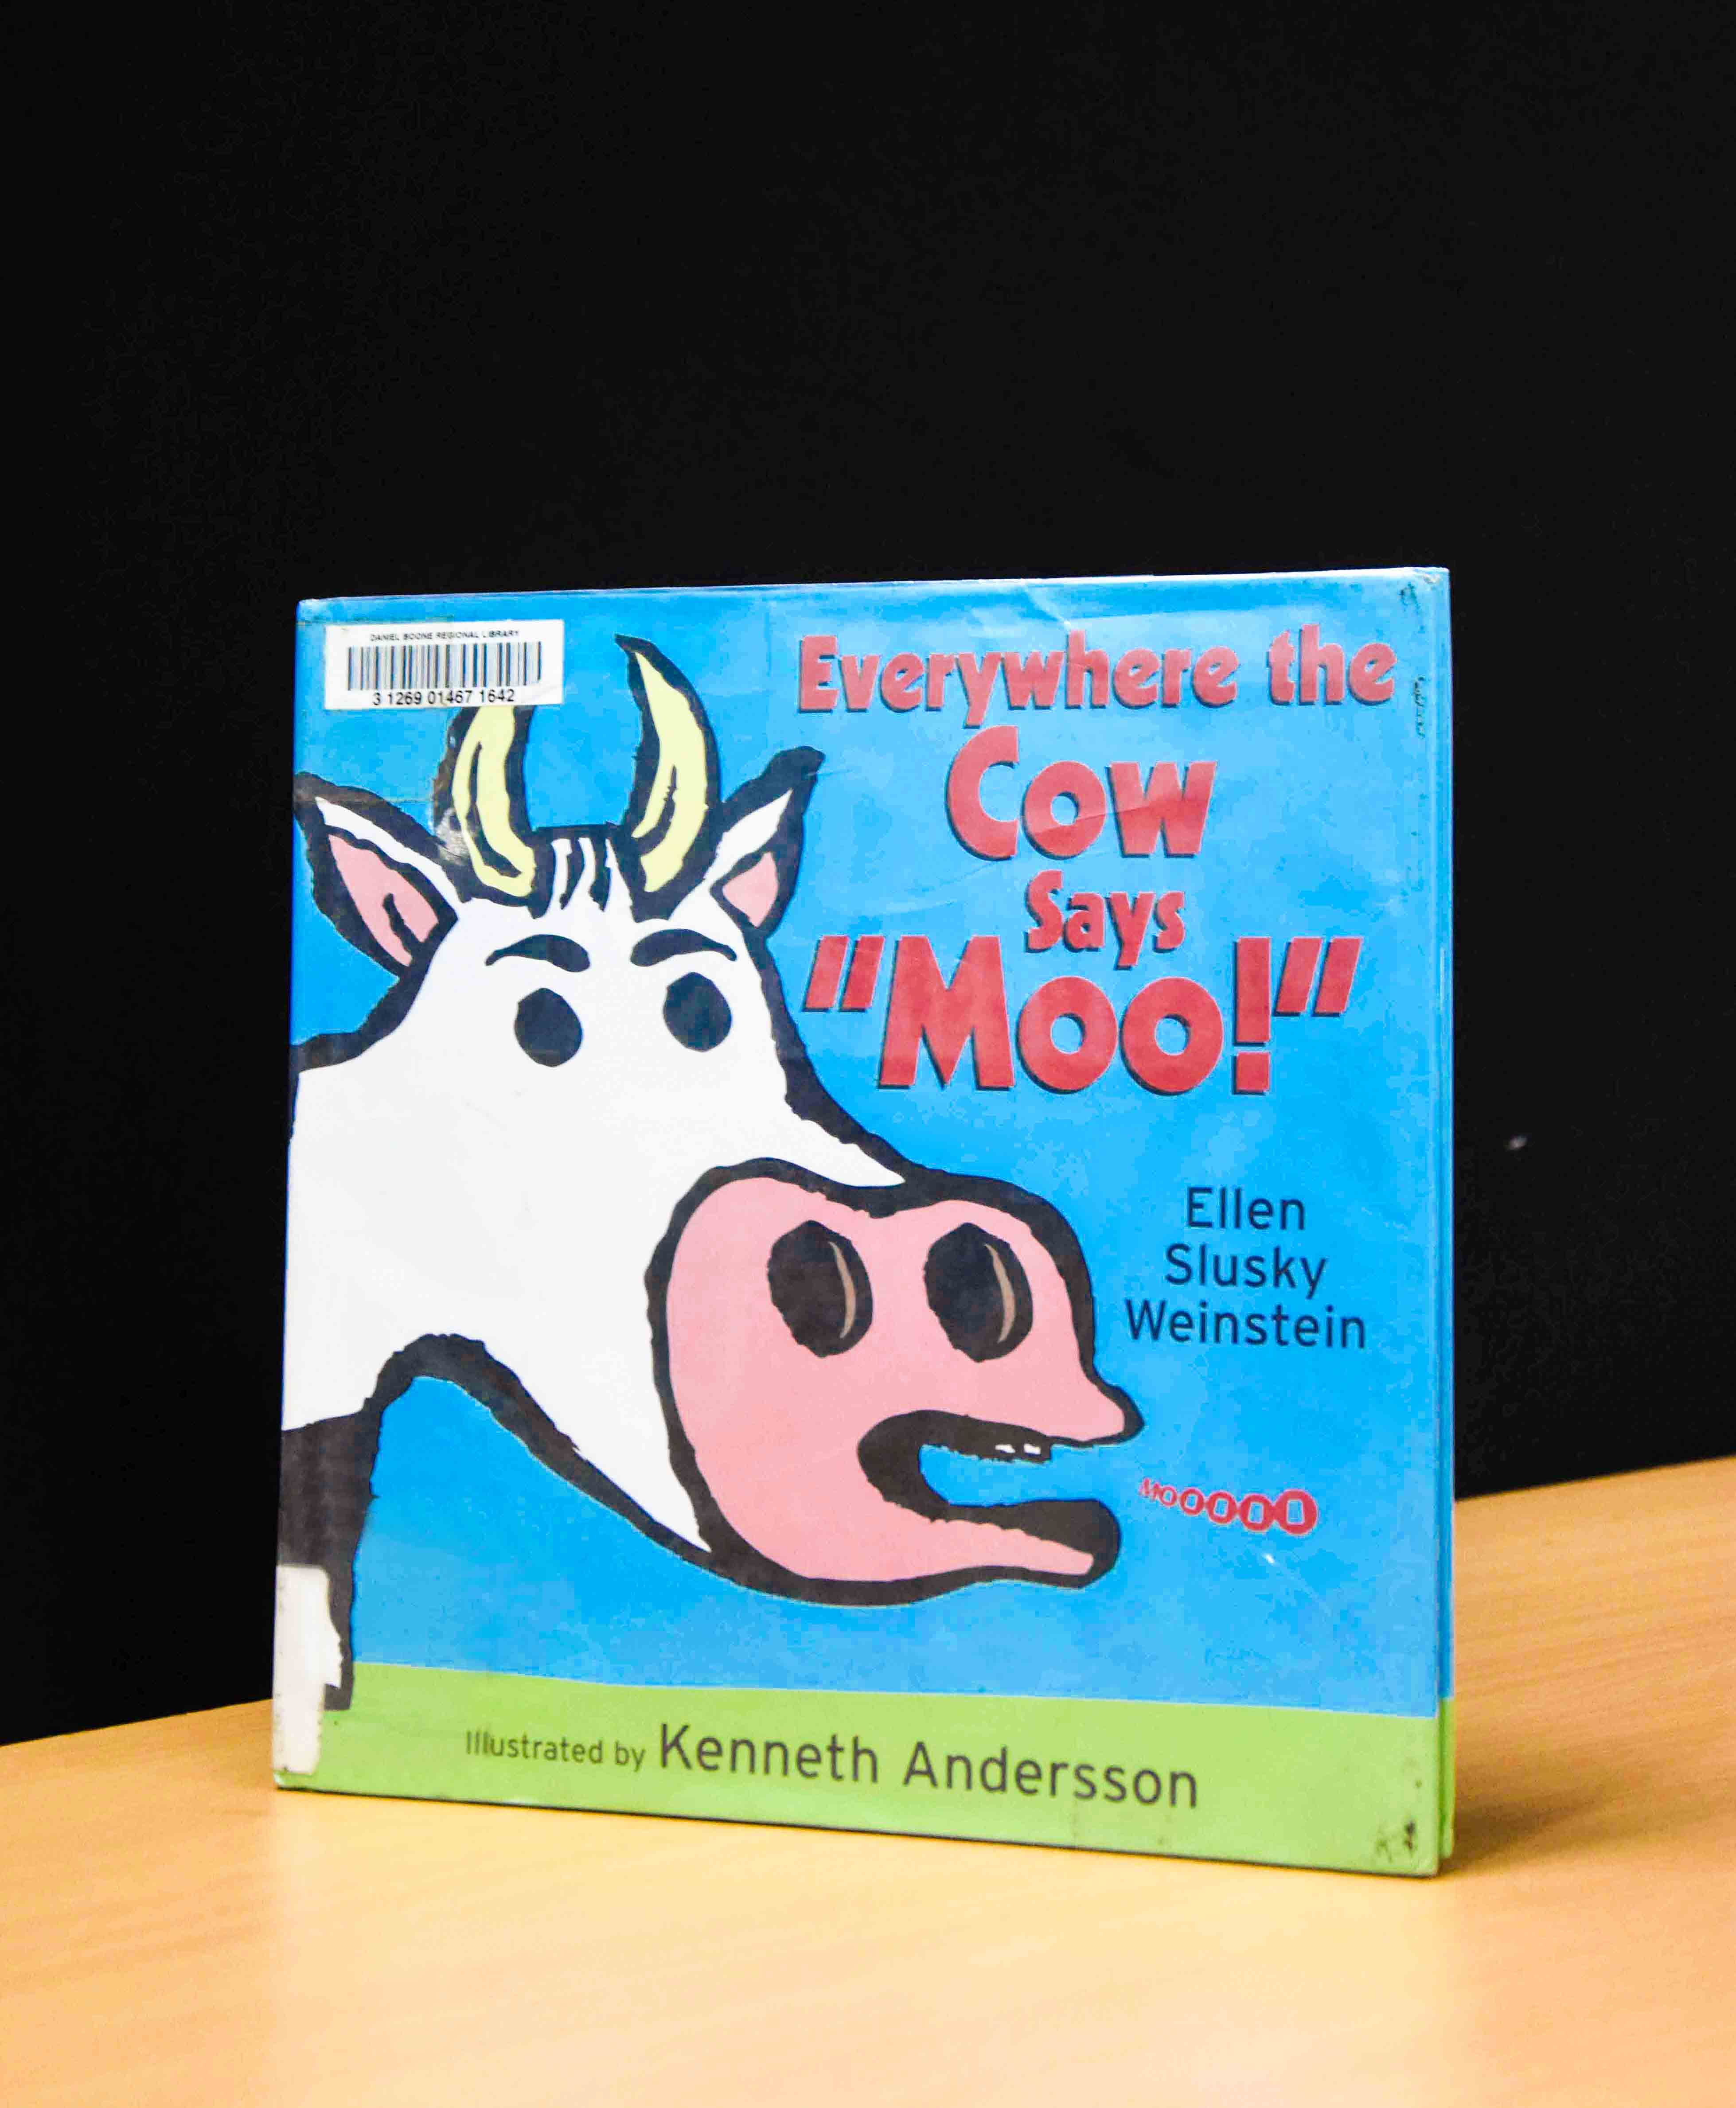 DANIEL BOONE REGIONAL LIBRARY
3 1269 01467 1642
Everywhere the
Cow
Says
"Moo!"
Ellen
Slusky
Weinstein
MOOOOO
Illustrated by Kenneth Andersson